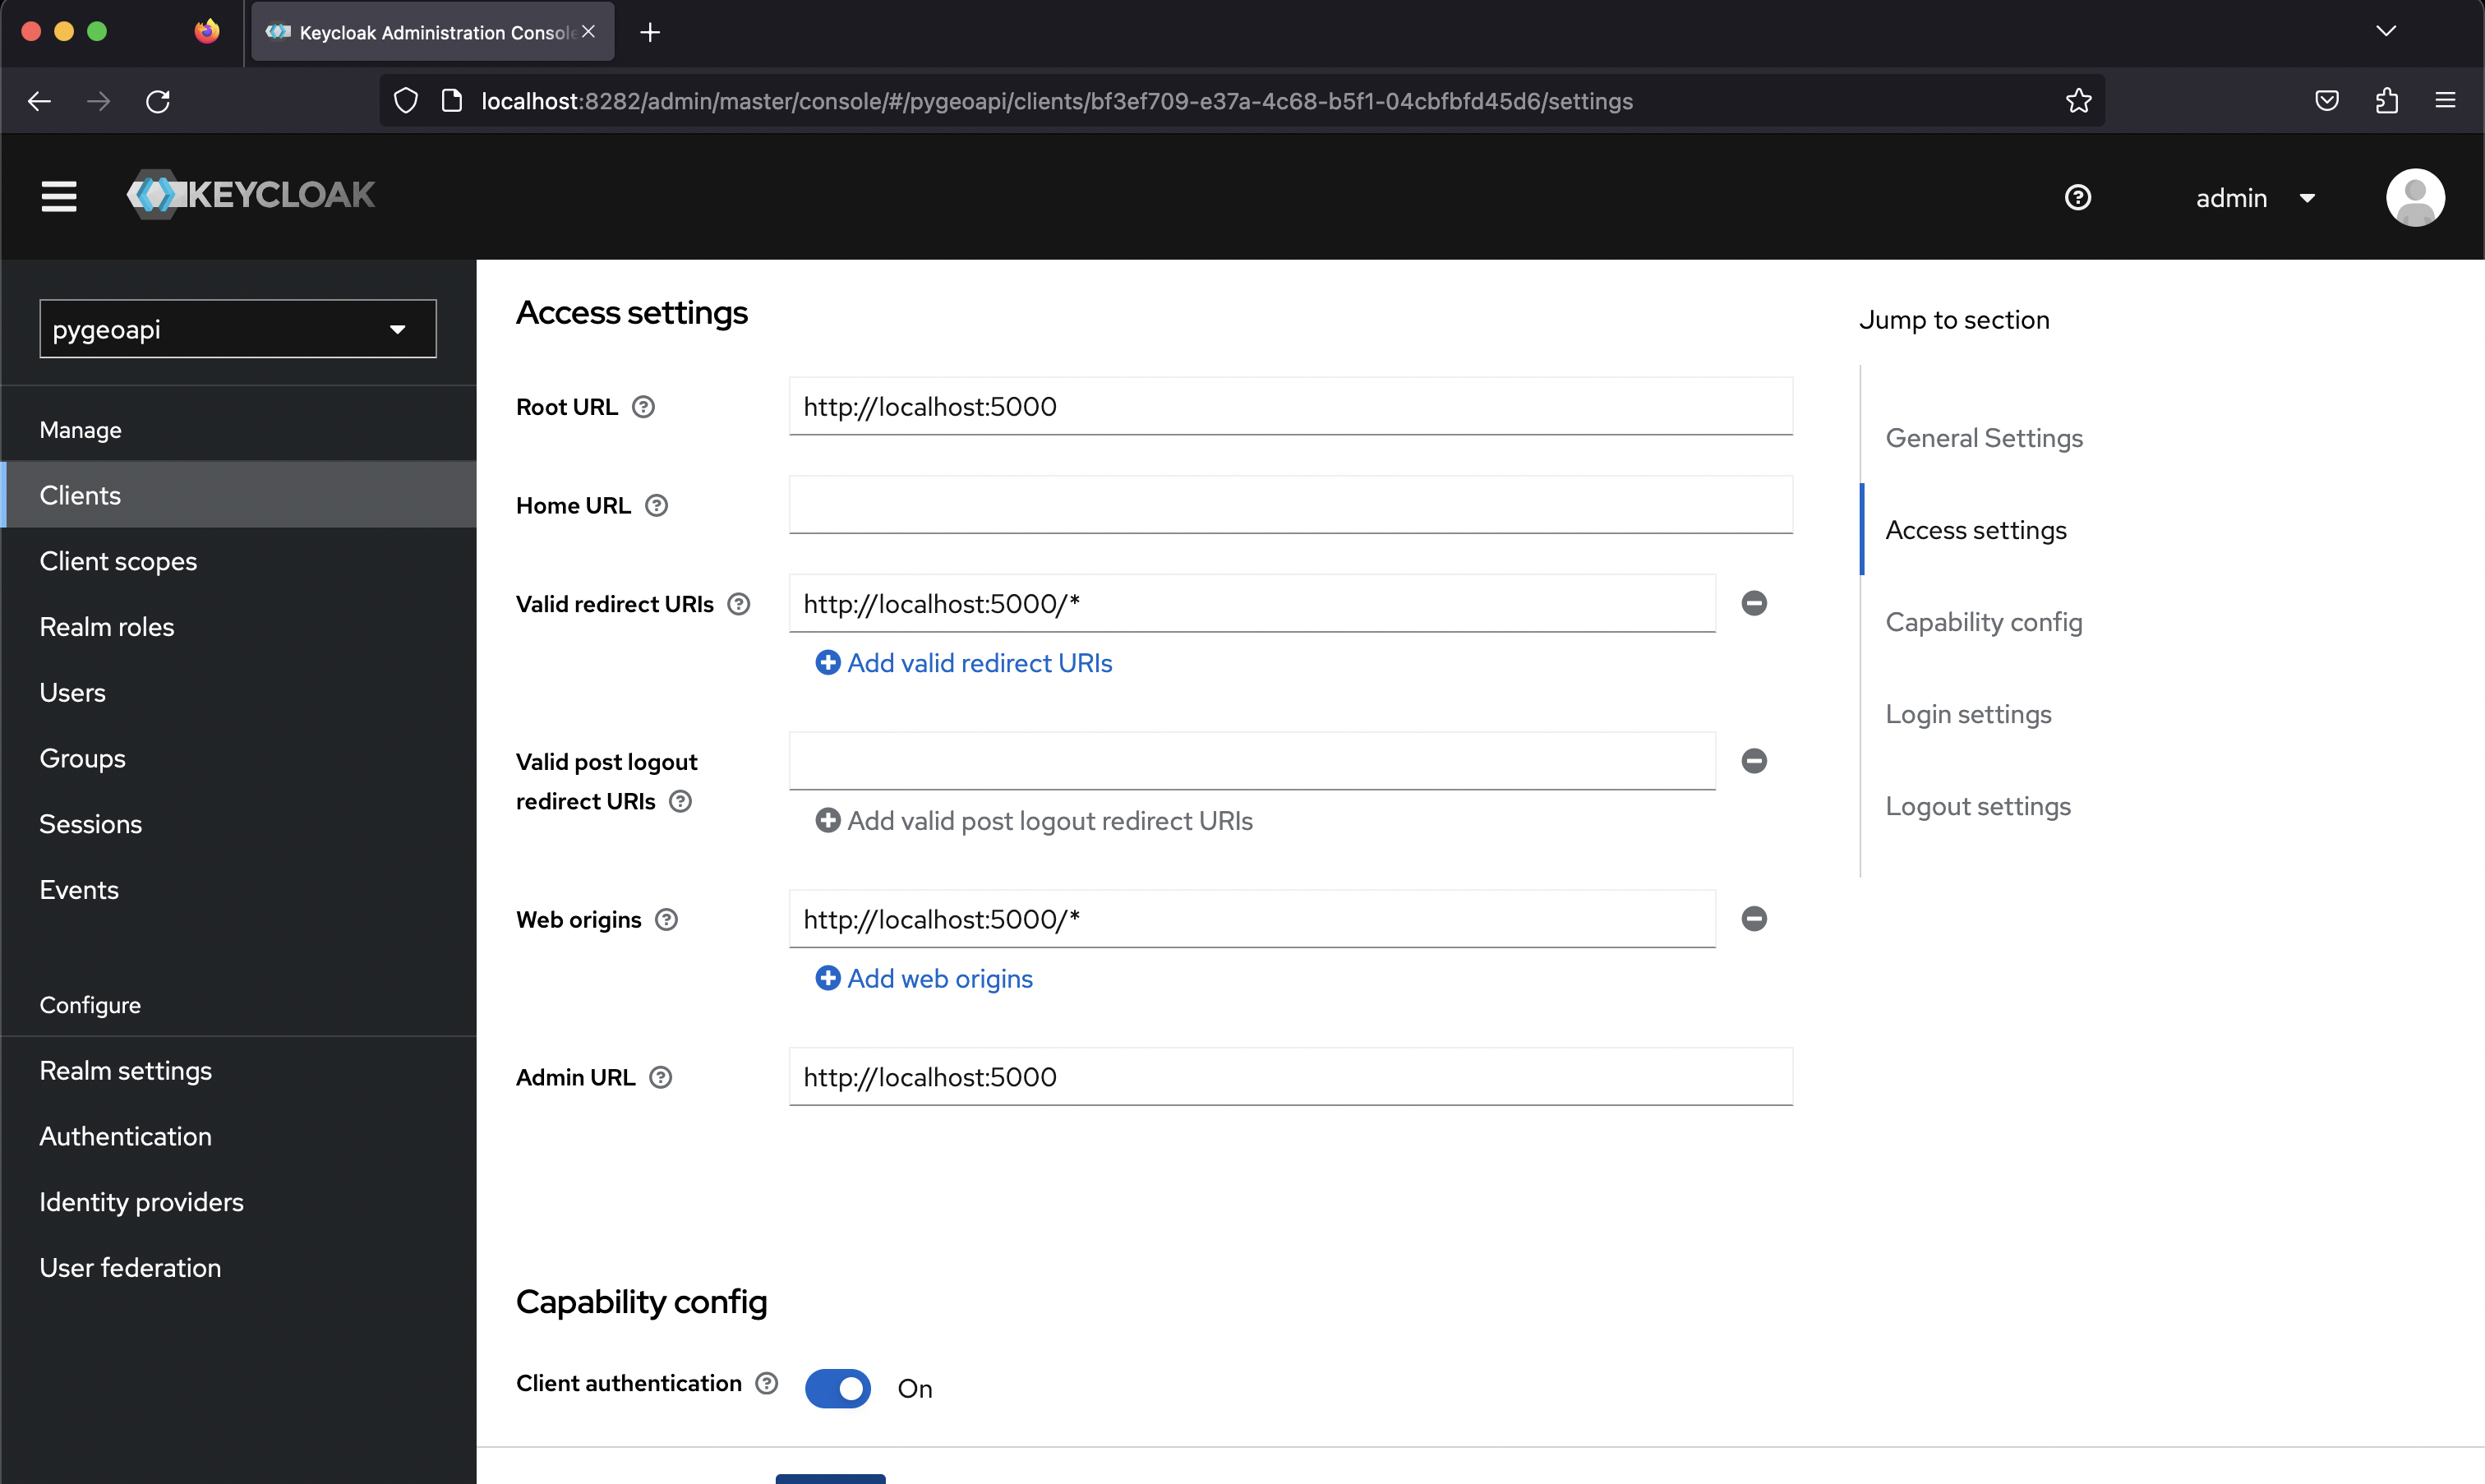 Keycloak Administration Console
localhost:8282/admin/master/console/#/pygeoapi/clients/bf3ef709-e37a-4c68-b5f1-04cbfbfd45d6/settings
KEYCLOAK
admin
pygeoapi
Manage
Clients
Client scopes
Realm roles
Users
Groups
Sessions
Events
Configure
Realm settings
Authentication
Identity providers
User federation
Access settings
Root URL
http://localhost:5000
Home URL
Valid redirect URIs
http://localhost:5000/*
Add valid redirect URIs
Valid post logout
redirect URIs
Add valid post logout redirect URIs
Web origins
http://localhost:5000/*
Add web origins
Admin URL
http://localhost:5000
Capability config
Client authentication
On
Jump to section
General Settings
Access settings
Capability config
Login settings
Logout settings